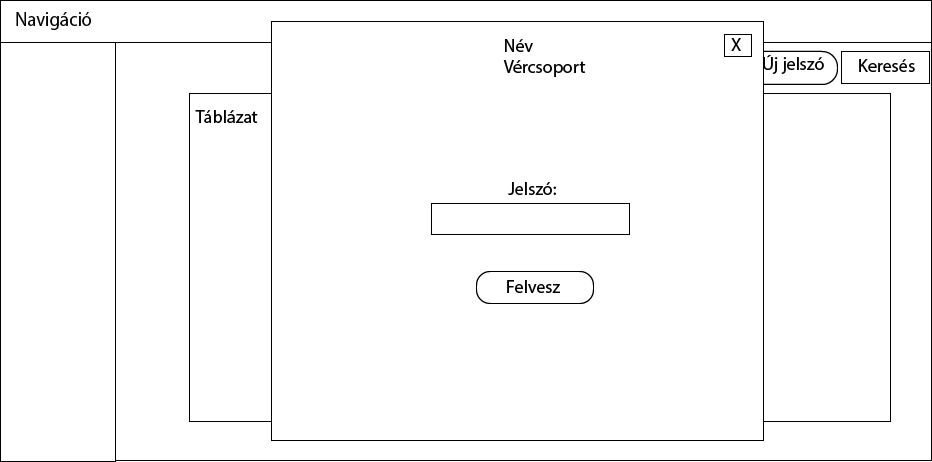 Navigáció
Név
X
Vércsoport
Új jelszó
Keresés
Táblázat
Jelszó:
Felvesz